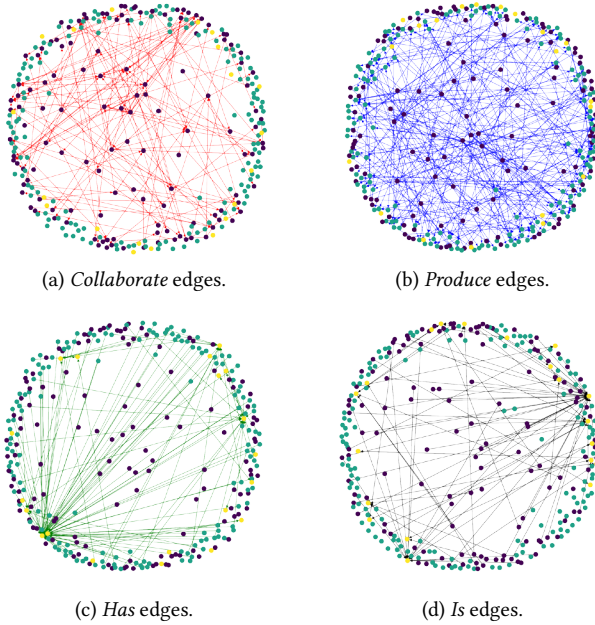 (a) Collaborate edges.
(b) Produce edges.
(c) Has edges.
(d) Is edges.